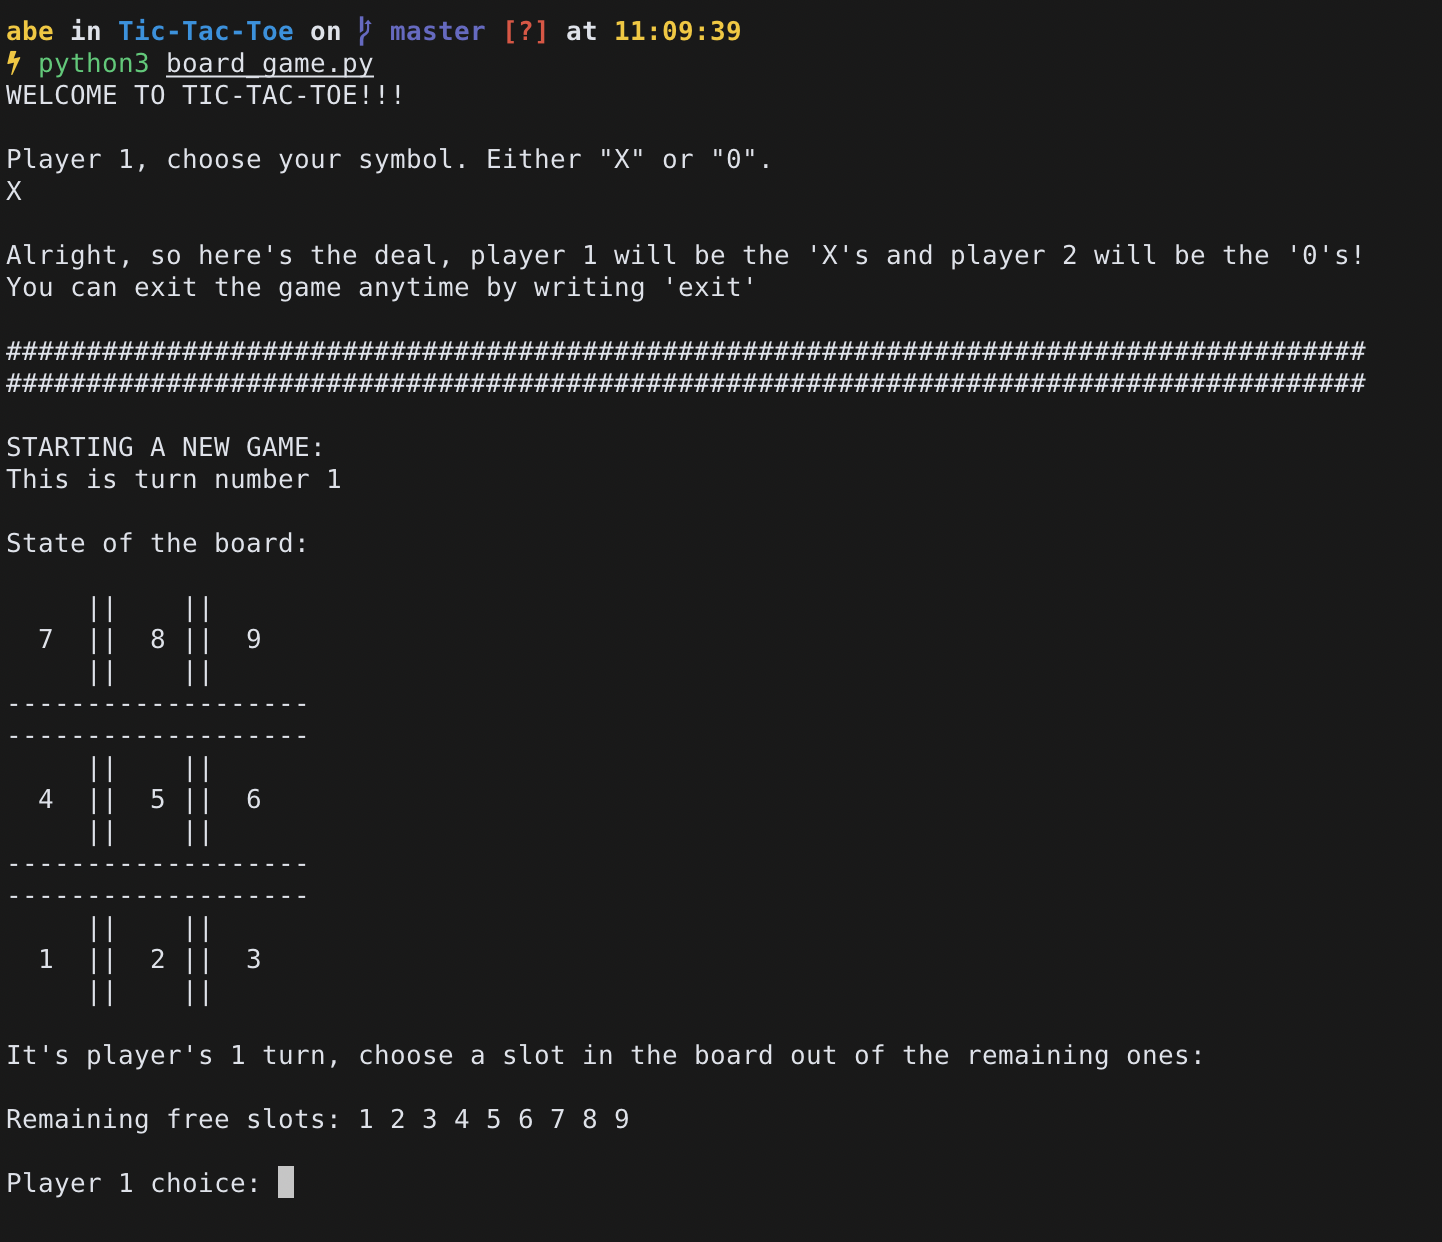 abe in Tic-Tac-Toe on master [?] at 11:09:39
python3 board_game.py
WELCOME TO TIC-TAC-TOE!!!

Player 1, choose your symbol. Either "X" or "0".
X

Alright, so here's the deal, player 1 will be the 'X's and player 2 will be the '0's!
You can exit the game anytime by writing 'exit'

#####################################################################################
#####################################################################################

STARTING A NEW GAME:
This is turn number 1

State of the board:

     ||    ||
  7  ||  8 ||  9
     ||    ||
-------------------
-------------------
     ||    ||
  4  ||  5 ||  6
     ||    ||
-------------------
-------------------
     ||    ||
  1  ||  2 ||  3
     ||    ||

It's player's 1 turn, choose a slot in the board out of the remaining ones:

Remaining free slots: 1 2 3 4 5 6 7 8 9

Player 1 choice: